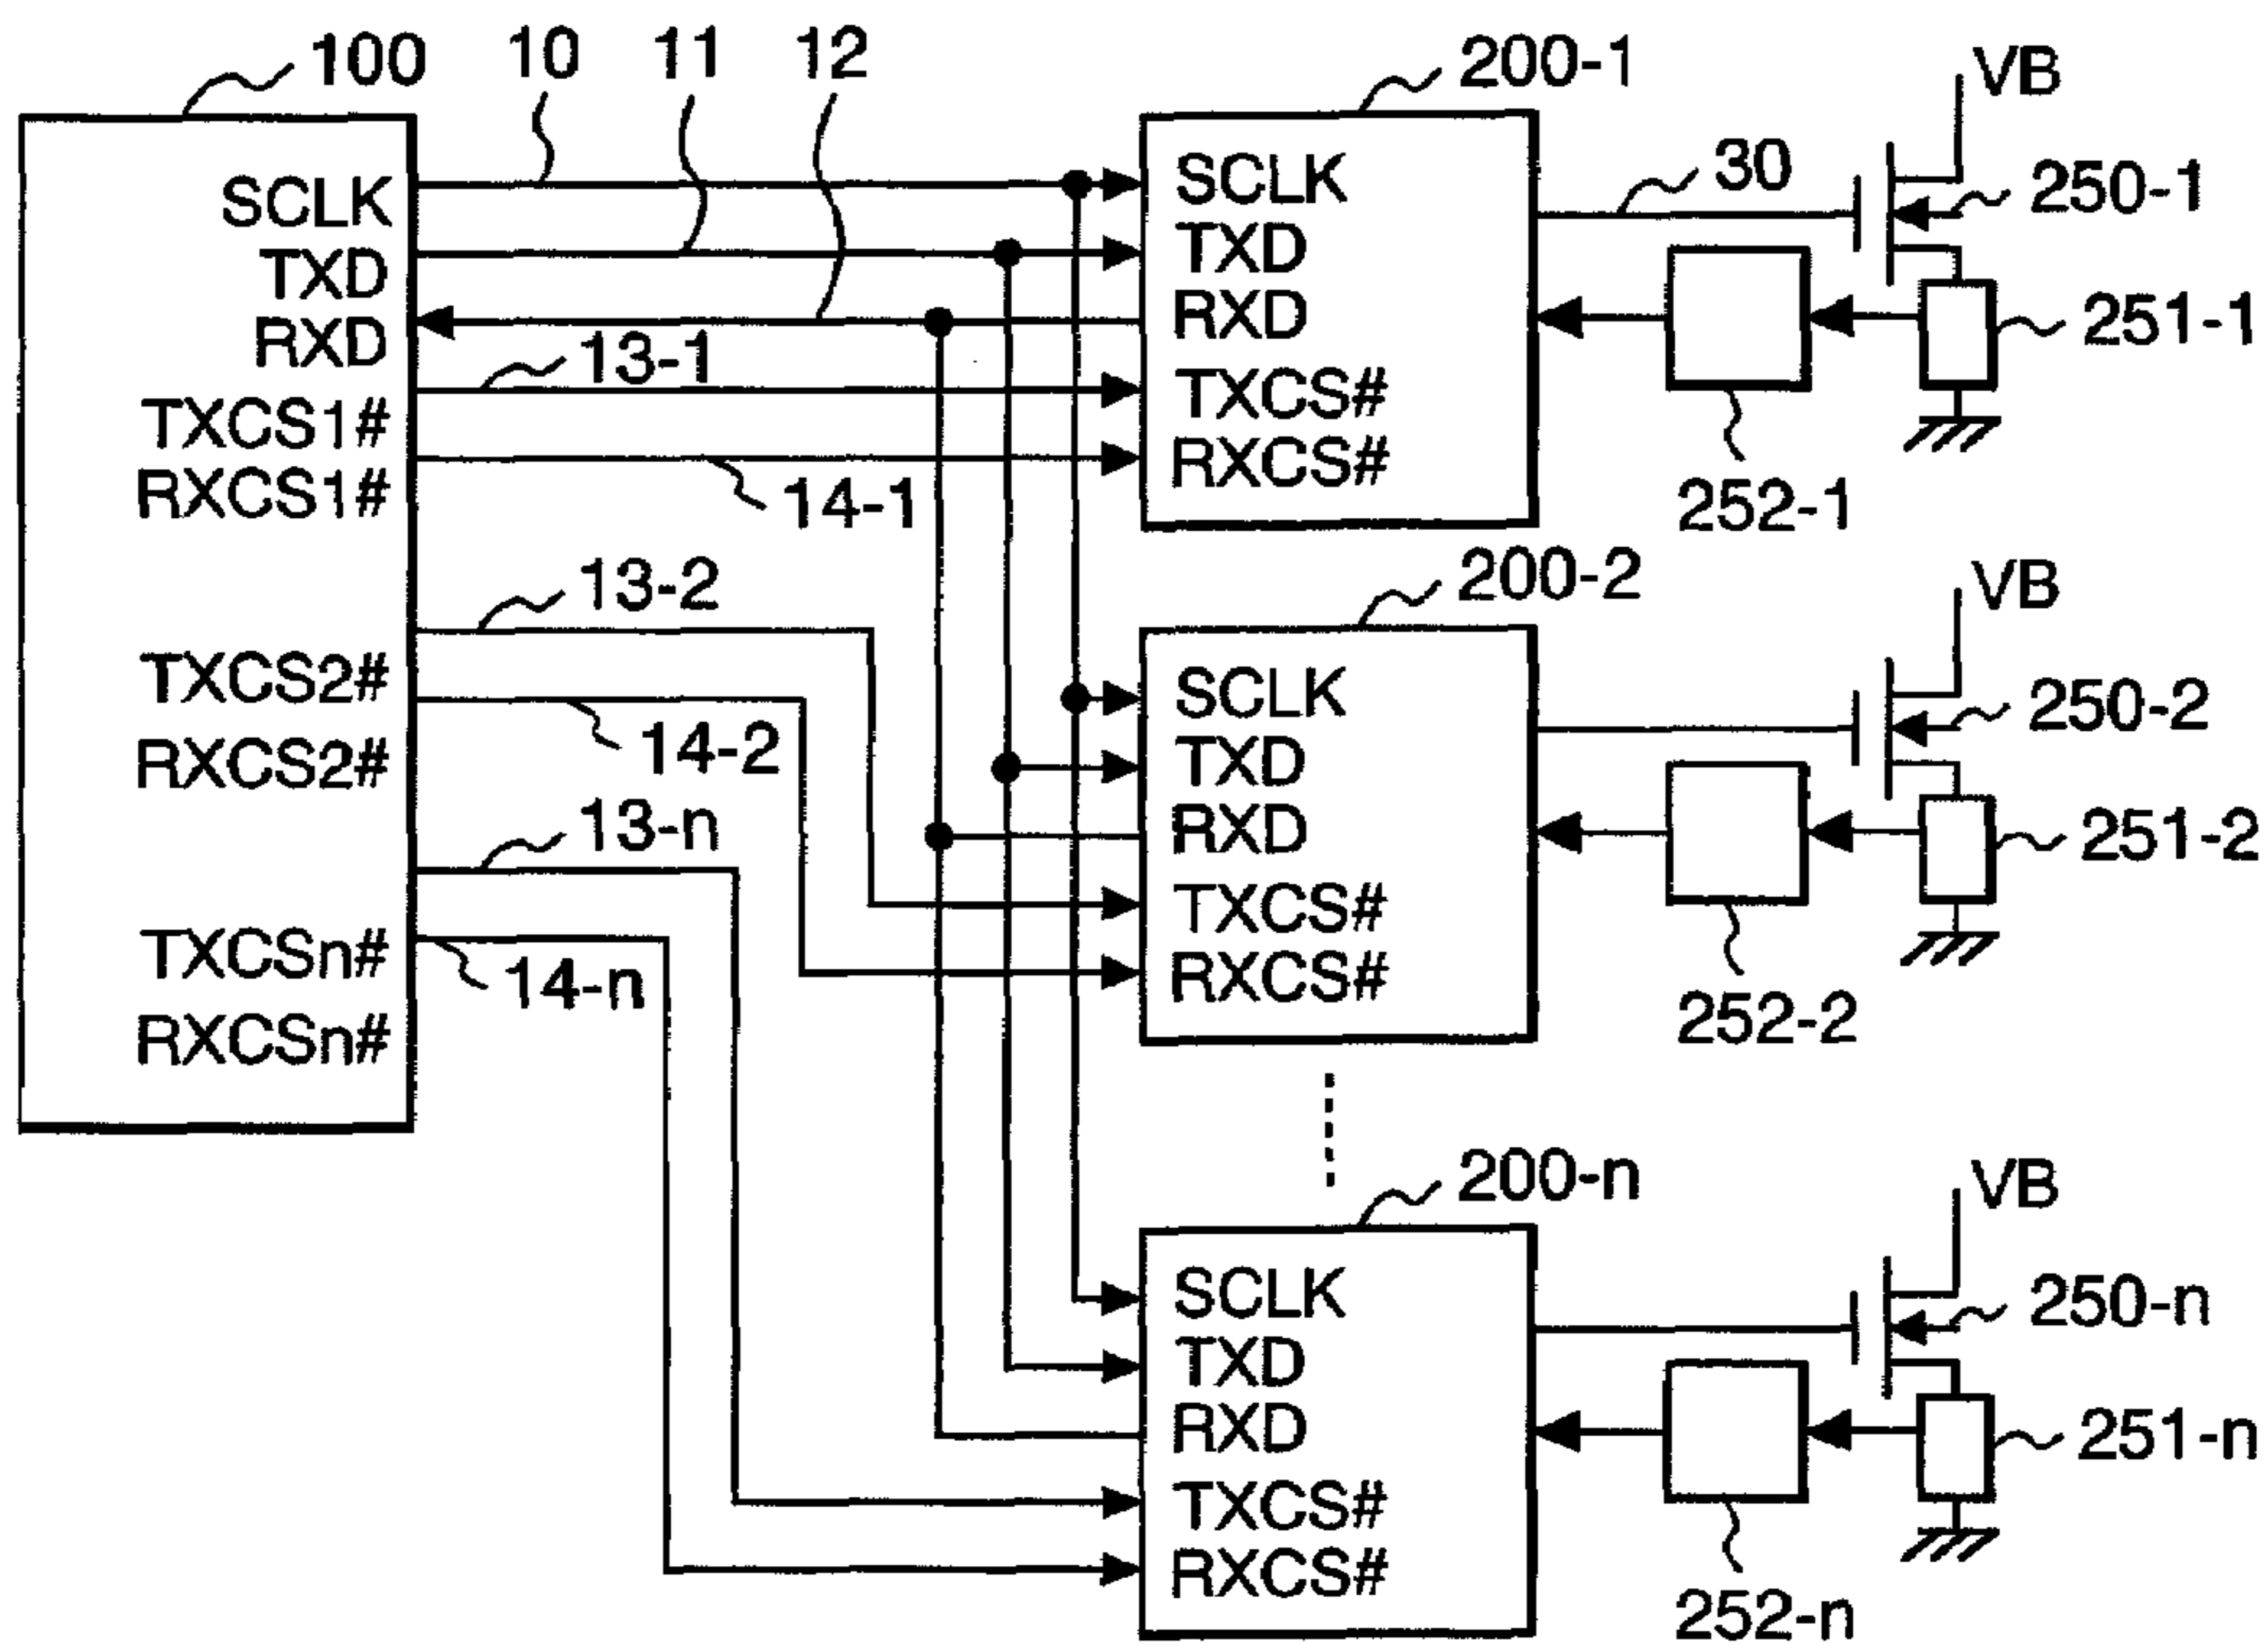 100
10
11
12
200-1
VB
SCLK
TXD
RXD
TXCS1#
RXCS1#
13-1
14-1
SCLK
TXD
RXD
TXCS#
RXCS#
30
250-1
251-1
252-1
13-2
14-2
TXCS2#
RXCS2#
200-2
VB
SCLK
TXD
RXD
TXCS#
RXCS#
250-2
251-2
252-2
13-n
14-n
TXCSn#
RXCSn#
200-n
VB
SCLK
TXD
RXD
TXCS#
RXCS#
250-n
251-n
252-n